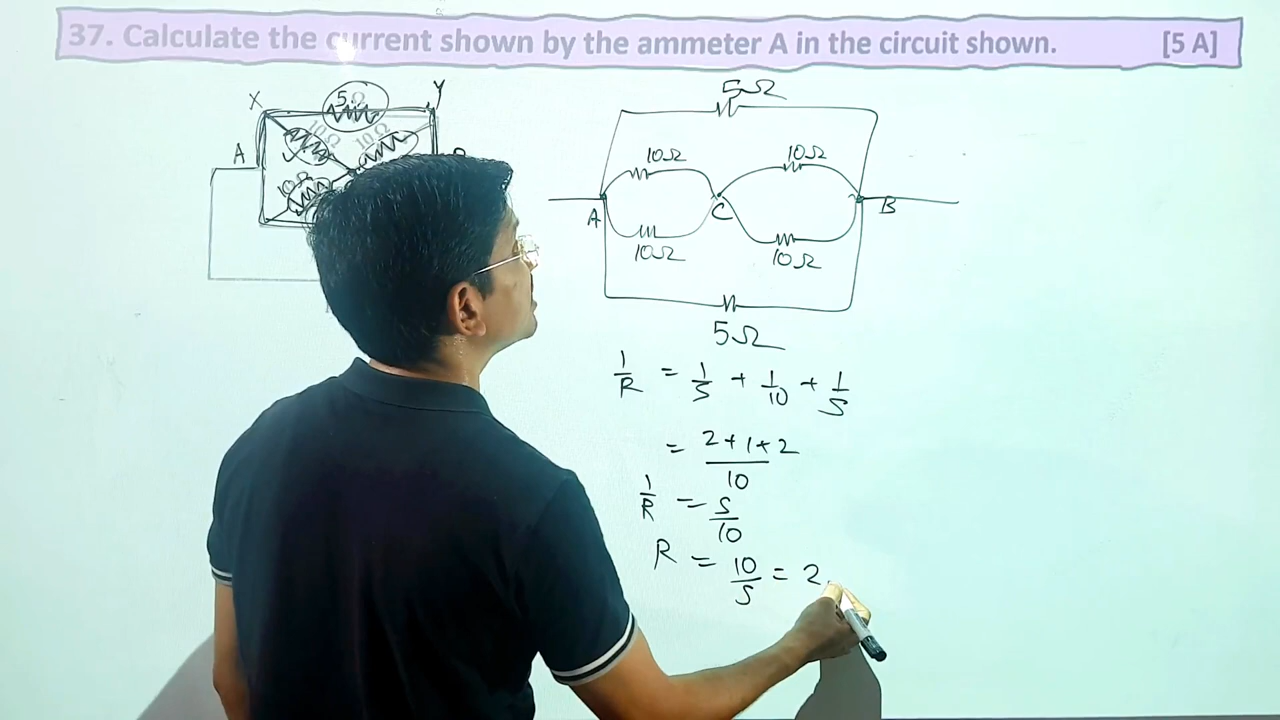 37. Calculate the current shown by the ammeter A in the circuit shown. [5 A]
X 5Ω Y
10Ω 10Ω
A
10Ω
5Ω
10Ω 10Ω
A C B
10Ω 10Ω
5Ω
1/R = 1/5 + 1/10 + 1/5
= 2+1+2/10
1/R = 5/10
R = 10/5 = 2